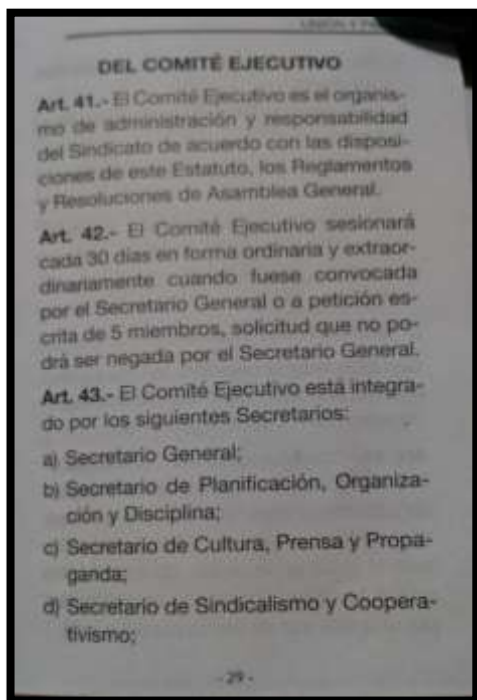 UNION Y
DEL COMITÉ EJECUTIVO
Art. 41.- El Comité Ejecutivo es el organis-
mo de administración y responsabilidad
del Sindicato de acuerdo con las disposi-
ciones de este Estatuto, los Reglamentos
y Resoluciones de Asamblea General.
Art. 42.- El Comité Ejecutivo sesionará
cada 30 días en forma ordinaria y extraor-
dinariamente cuando fuese convocada
por el Secretario General o a petición es-
crita de 5 miembros, solicitud que no po-
drá ser negada por el Secretario General.
Art. 43.- El Comité Ejecutivo está integra-
do por los siguientes Secretarios:
a) Secretario General;
b) Secretario de Planificación, Organiza-
ción y Disciplina;
c) Secretario de Cultura, Prensa y Propa-
ganda;
d) Secretario de Sindicalismo y Coopera-
tivismo;
- 29 -